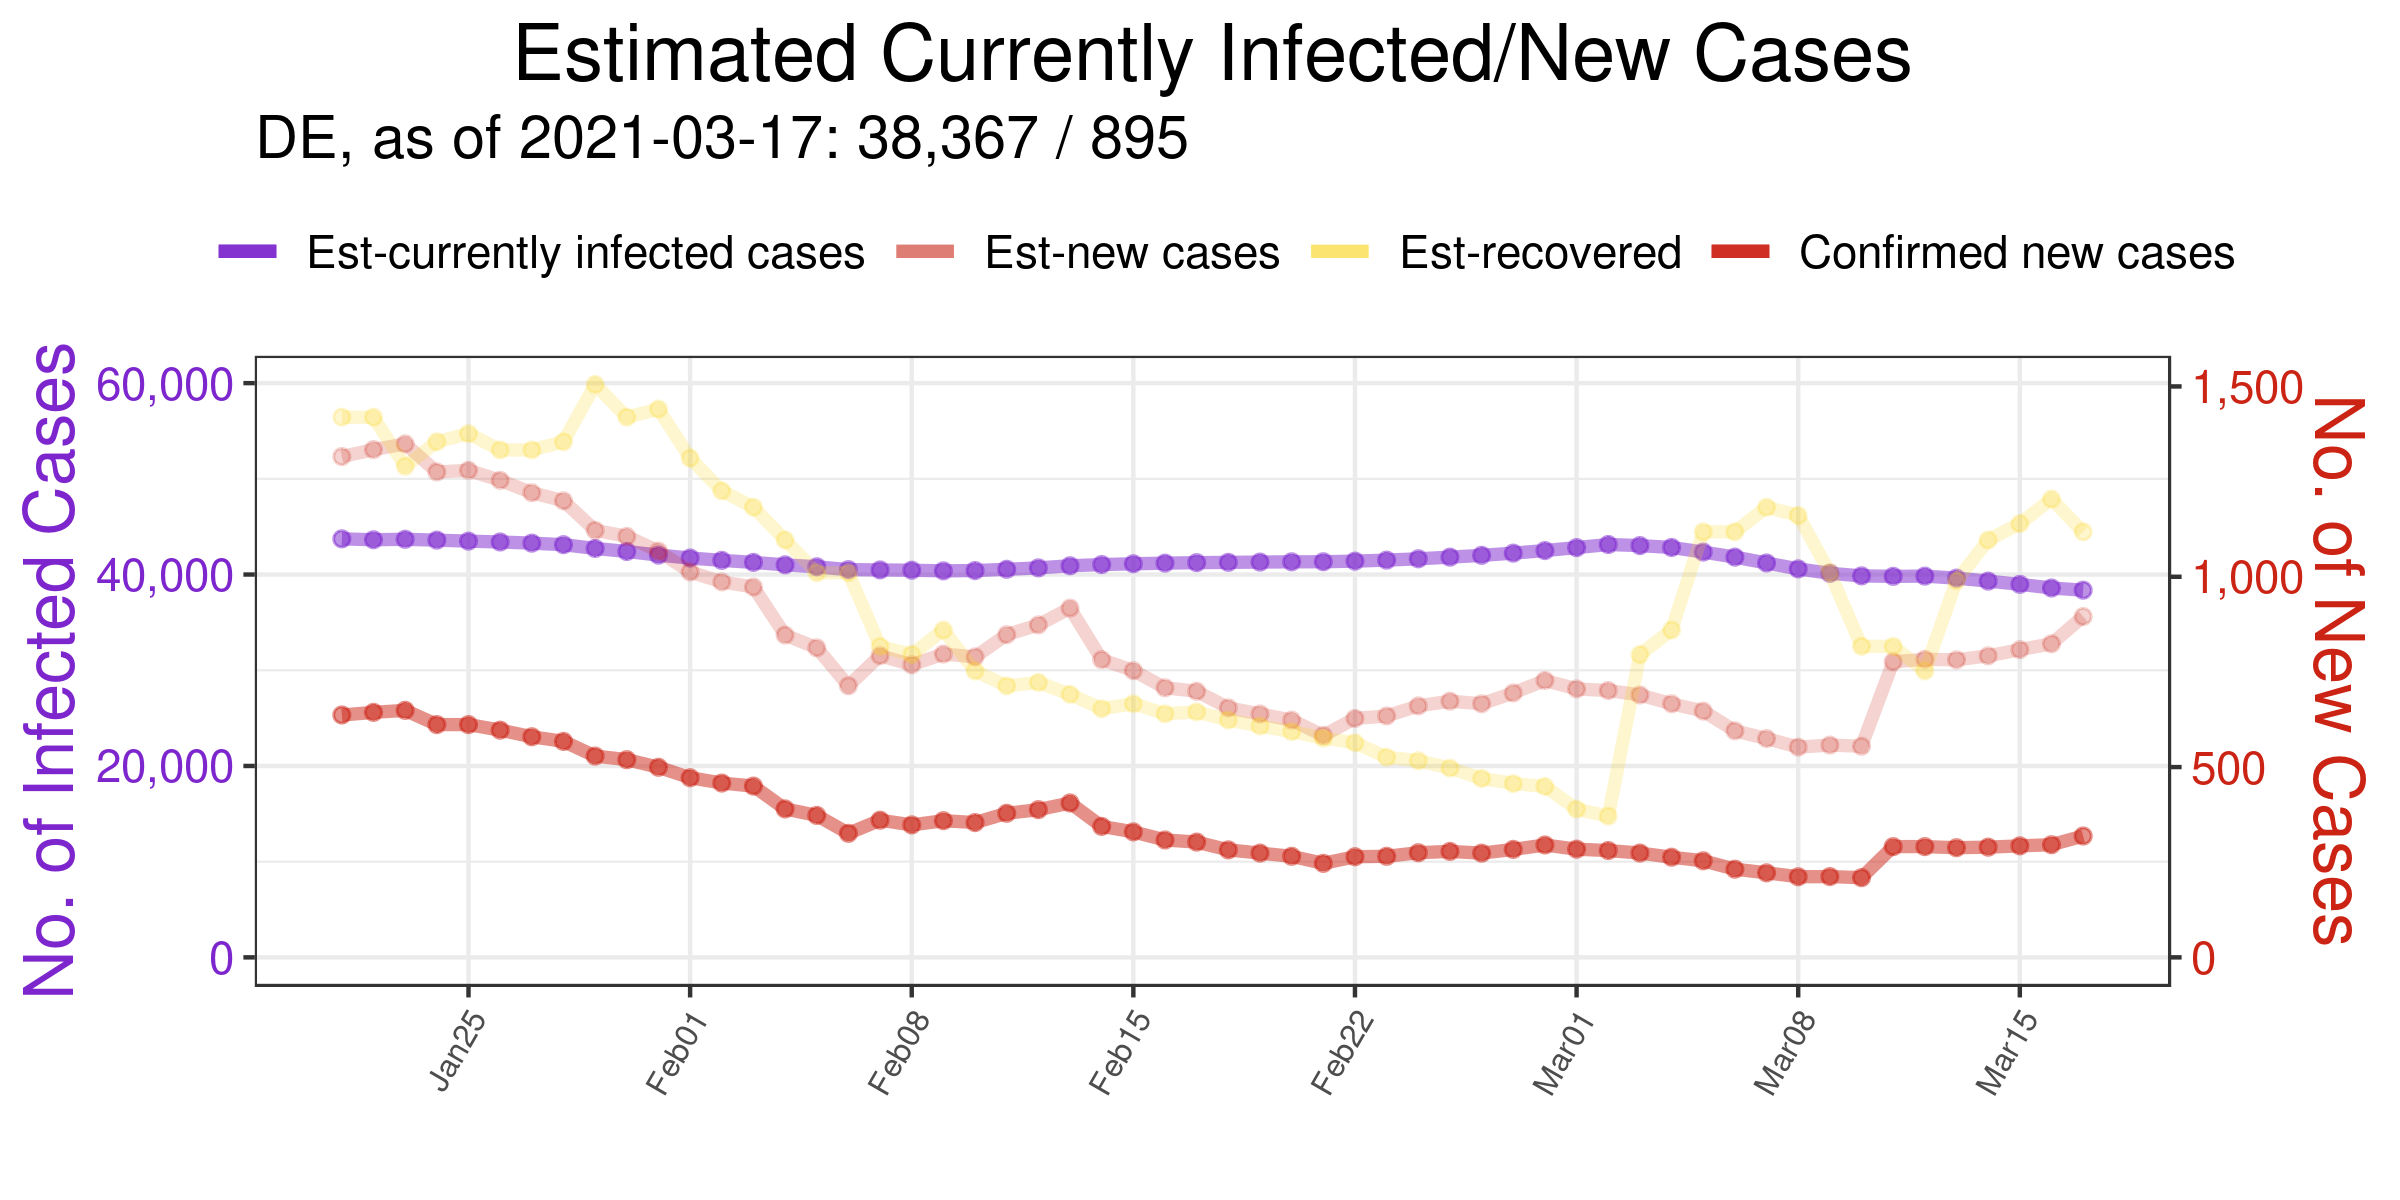 Estimated Currently Infected/New Cases
DE, as of 2021-03-17: 38,367 / 895
Est-currently infected cases
Est-new cases
Est-recovered
Confirmed new cases
No. of Infected Cases
60,000
40,000
20,000
0
1,500
1,000
500
0
No. of New Cases
Jan25
Feb01
Feb08
Feb15
Feb22
Mar01
Mar08
Mar15